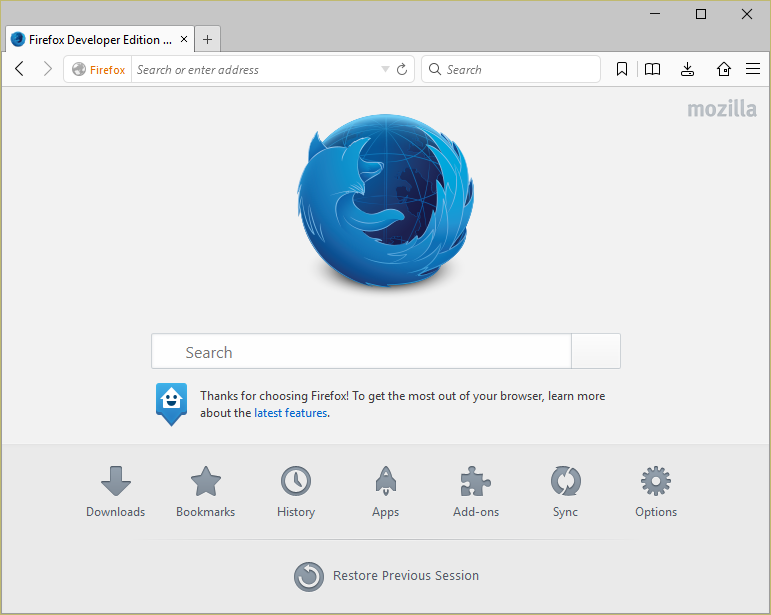 Firefox Developer Edition ...
Firefox
Search or enter address
Search
mozilla
Search
Thanks for choosing Firefox! To get the most out of your browser, learn more
about the latest features.
Downloads
Bookmarks
History
Apps
Add-ons
Sync
Options
Restore Previous Session